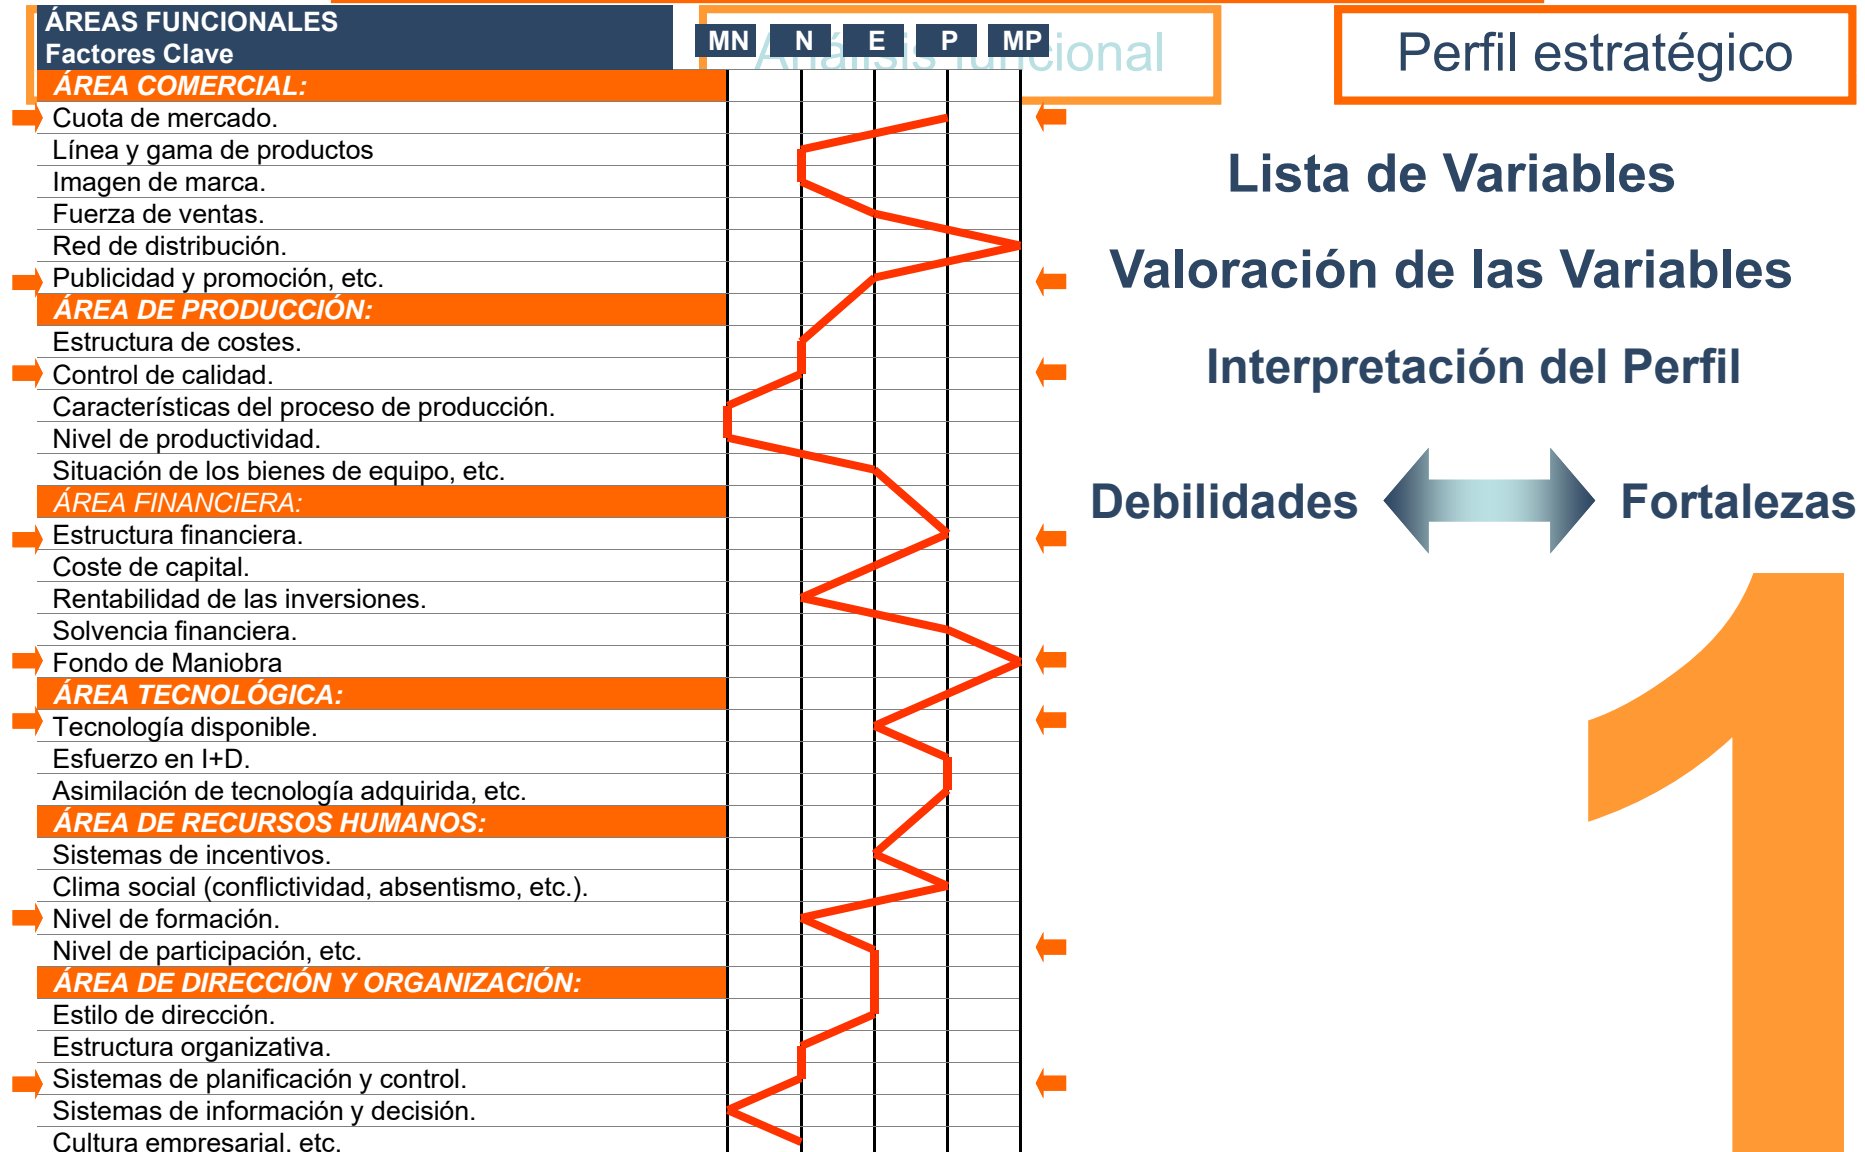 ÁREAS FUNCIONALES
Factores Clave
MN N E P MP
Análisis funcional
Perfil estratégico
ÁREA COMERCIAL:
Cuota de mercado.
Línea y gama de productos
Imagen de marca.
Fuerza de ventas.
Red de distribución.
Publicidad y promoción, etc.
ÁREA DE PRODUCCIÓN:
Estructura de costes.
Control de calidad.
Características del proceso de producción.
Nivel de productividad.
Situación de los bienes de equipo, etc.
ÁREA FINANCIERA:
Estructura financiera.
Coste de capital.
Rentabilidad de las inversiones.
Solvencia financiera.
Fondo de Maniobra
ÁREA TECNOLÓGICA:
Tecnología disponible.
Esfuerzo en I+D.
Asimilación de tecnología adquirida, etc.
ÁREA DE RECURSOS HUMANOS:
Sistemas de incentivos.
Clima social (conflictividad, absentismo, etc.).
Nivel de formación.
Nivel de participación, etc.
ÁREA DE DIRECCIÓN Y ORGANIZACIÓN:
Estilo de dirección.
Estructura organizativa.
Sistemas de planificación y control.
Sistemas de información y decisión.
Cultura empresarial, etc.
Lista de Variables
Valoración de las Variables
Interpretación del Perfil
Debilidades Fortalezas
1